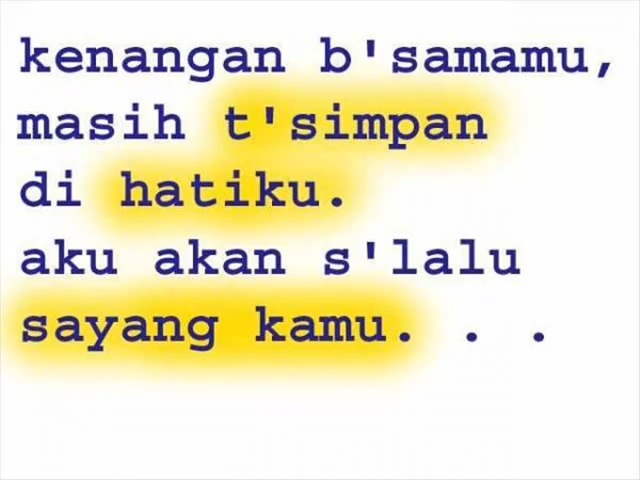 kenangan b'samamu,
masih t'simpan
di hatiku.
aku akan s'lalu
sayang kamu. . .